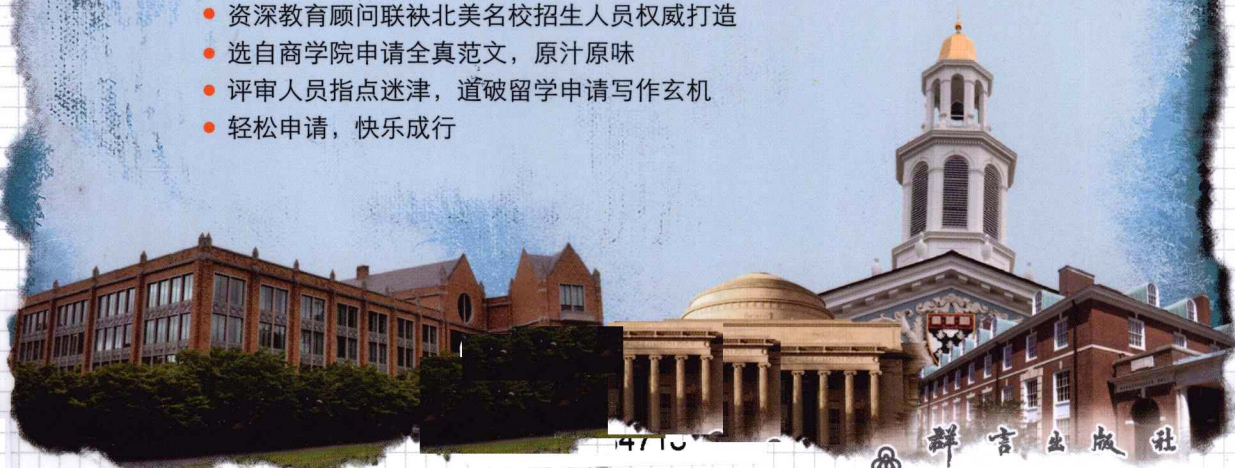 资深教育顾问联袂北美名校招生人员权威打造
选自商学院申请全真范文，原汁原味
评审人员指点迷津，道破留学申请写作玄机
轻松申请，快乐成行
群言出版社